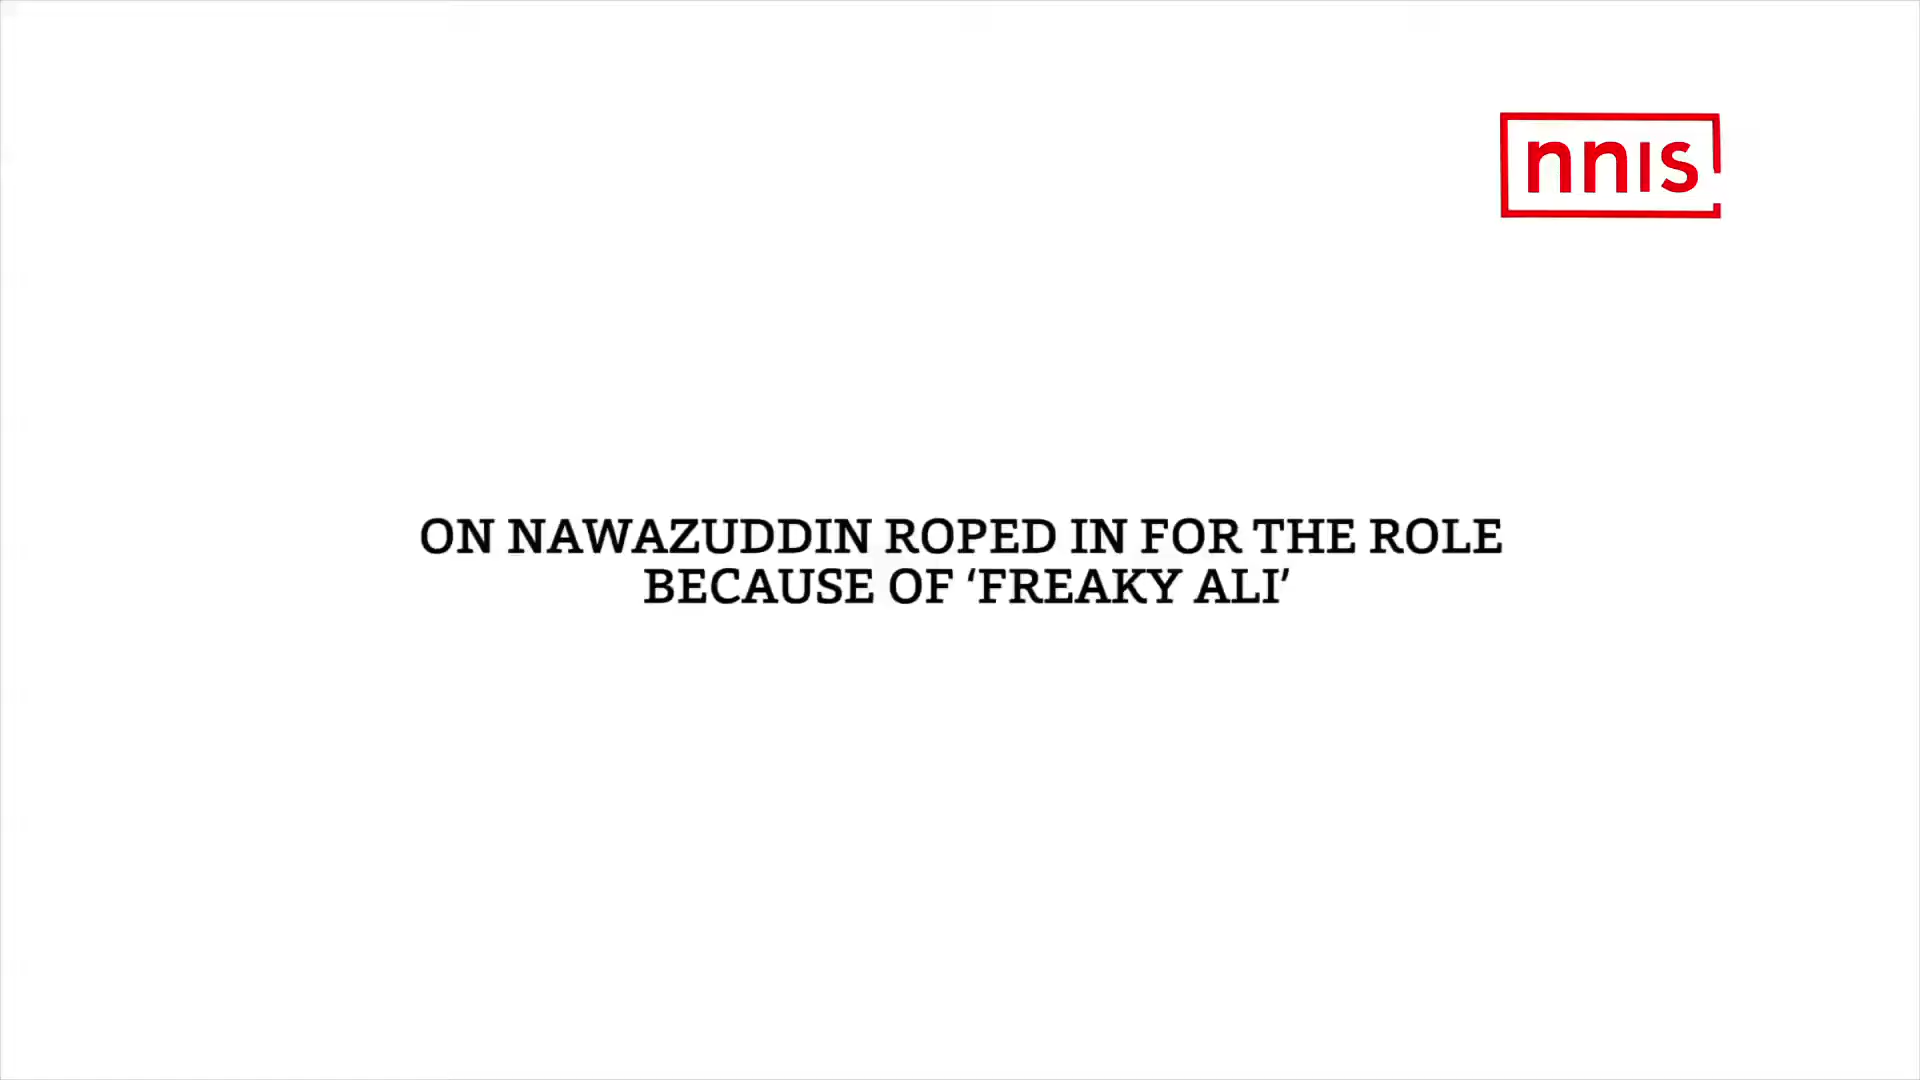 nnis
ON NAWAZUDDIN ROPED IN FOR THE ROLE
BECAUSE OF ‘FREAKY ALI’